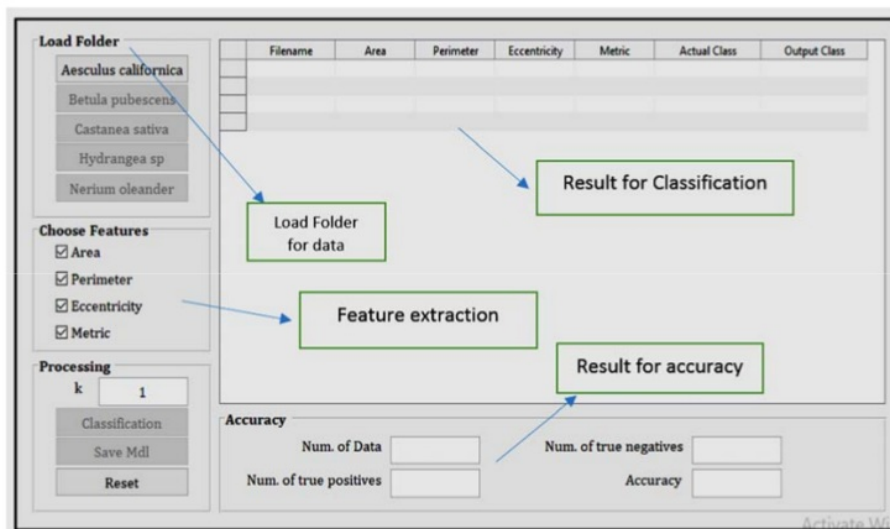 Load Folder
Aesculus californica
Betula pubescens
Castanea sativa
Hydrangea sp
Nerium oleander
Choose Features
Area
Perimeter
Eccentricity
Metric
Processing
k 1
Classification
Save Mdl
Reset
Filename Area Perimeter Eccentricity Metric Actual Class Output Class
Result for Classification
Load Folder
for data
Feature extraction
Result for accuracy
Accuracy
Num. of Data Num. of true negatives
Num. of true positives Accuracy
Activate